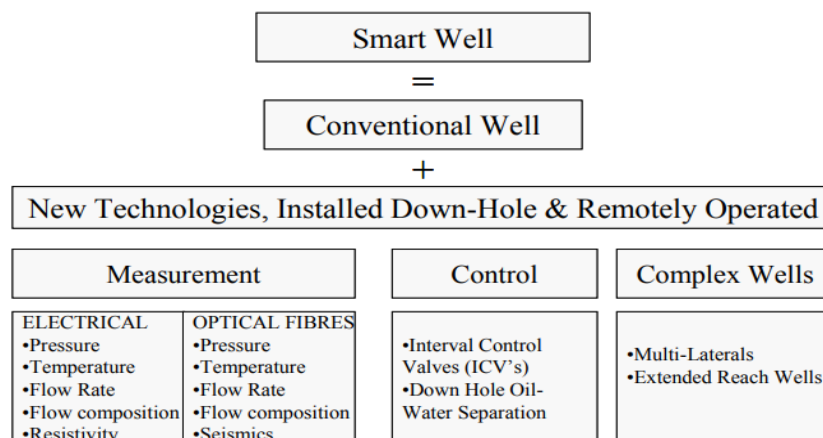 Smart Well
=
Conventional Well
+
New Technologies, Installed Down-Hole & Remotely Operated
Measurement
ELECTRICAL
•Pressure
•Temperature
•Flow Rate
•Flow composition
•Resistivity
OPTICAL FIBRES
•Pressure
•Temperature
•Flow Rate
•Flow composition
•Seismics
Control
•Interval Control
Valves (ICV's)
•Down Hole Oil-
Water Separation
Complex Wells
•Multi-Laterals
•Extended Reach Wells